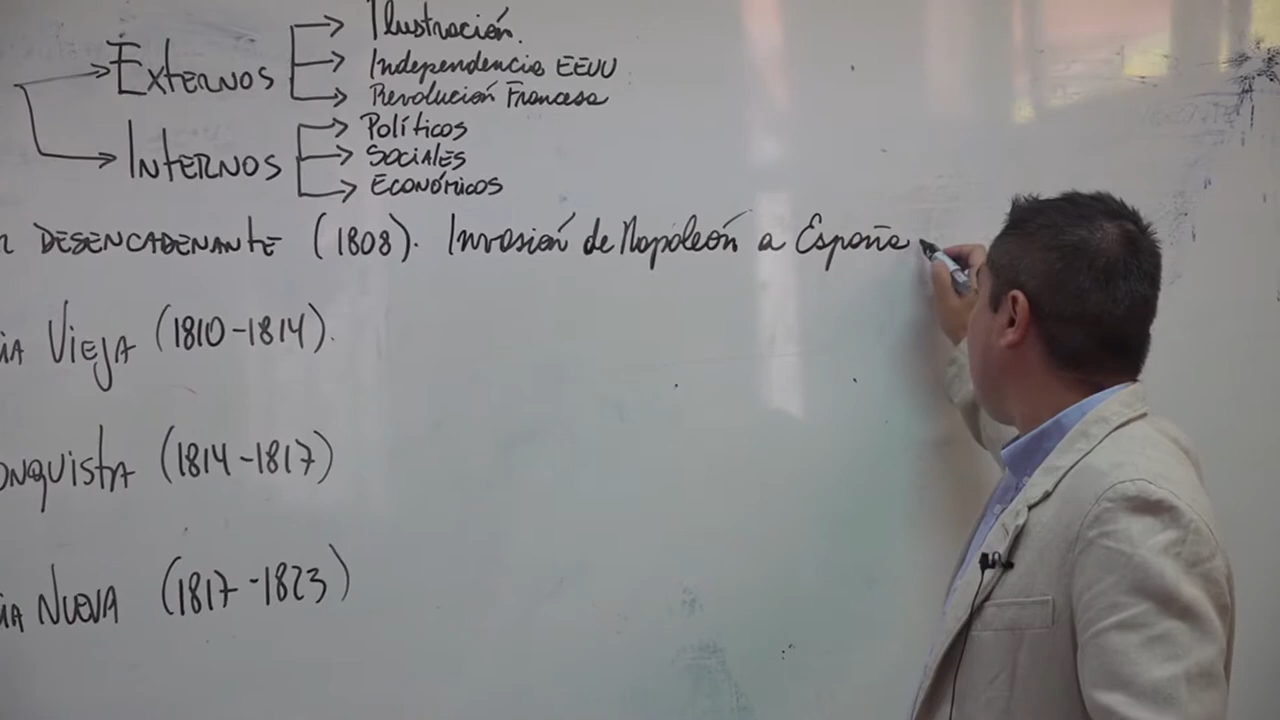 Externos
Ilustración.
Independencia EEUU
Revolución Francesa
Internos
Políticos
Sociales
Económicos
DESENCADENANTE (1808). Invasión de Napoleón a España
VIEJA (1810-1814).
(1814-1817)
NUEVA (1817-1823)